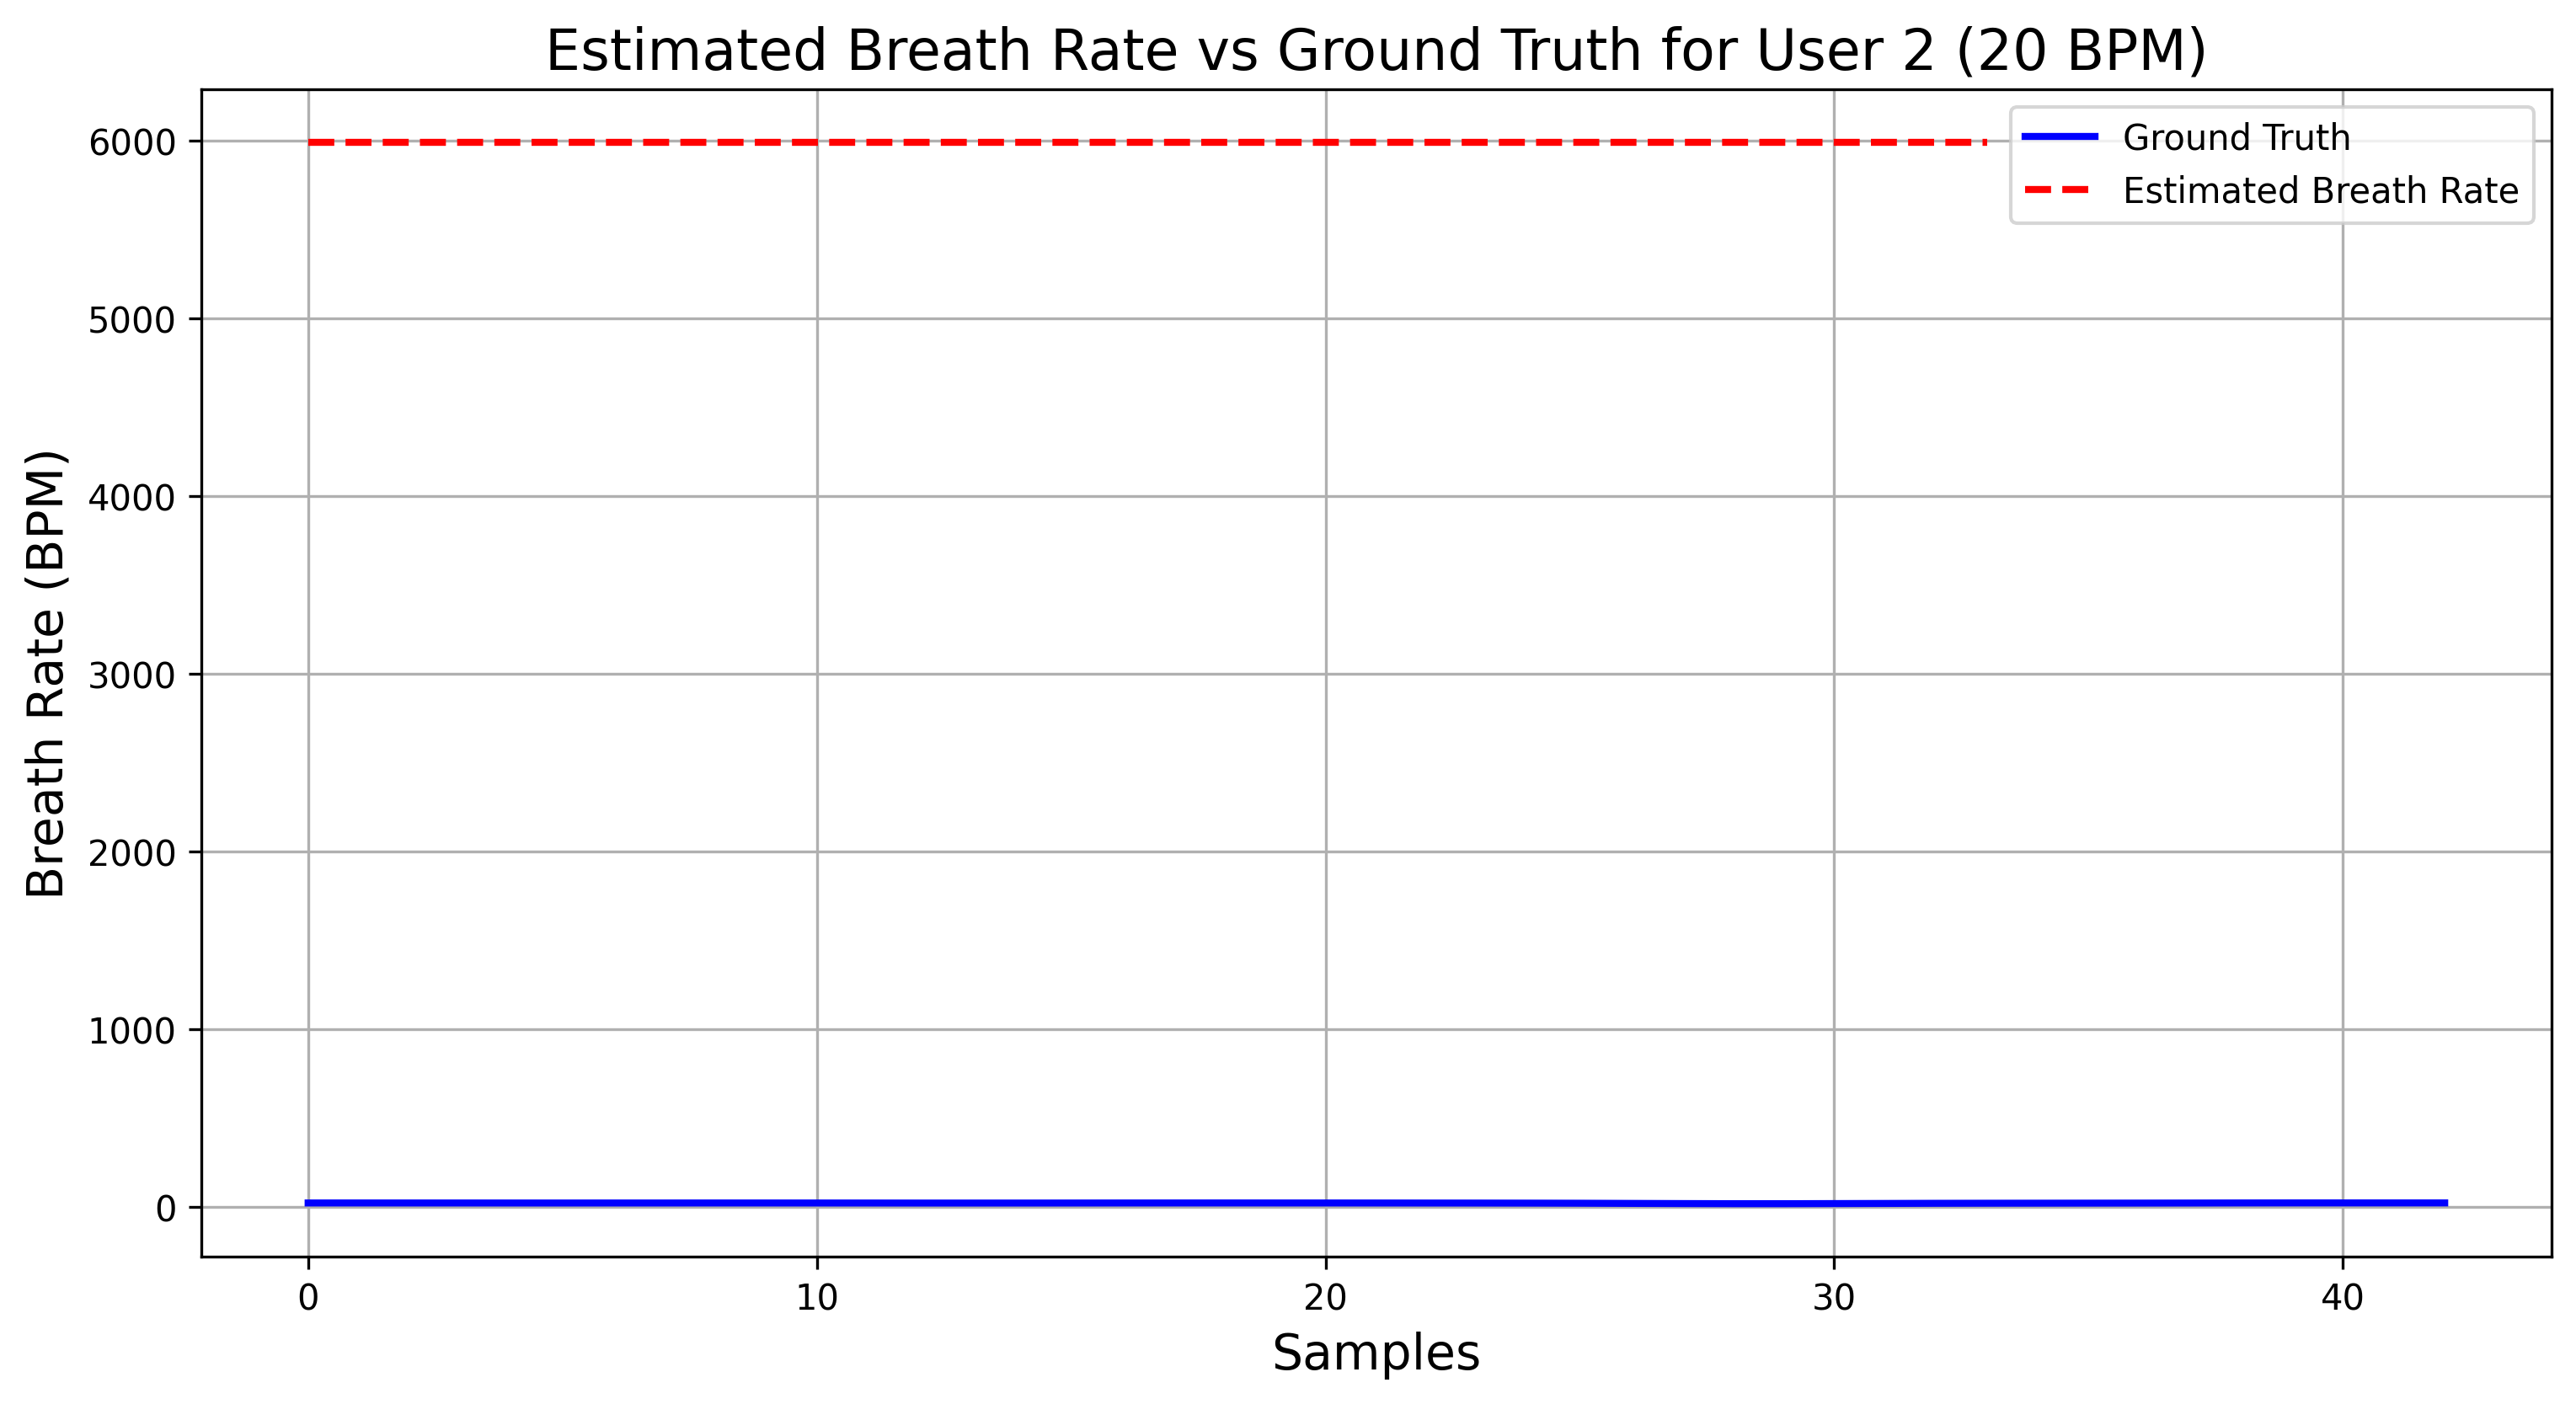 Estimated Breath Rate vs Ground Truth for User 2 (20 BPM)
Ground Truth
Estimated Breath Rate
6000
5000
4000
3000
2000
1000
0
Breath Rate (BPM)
0 10 20 30 40
Samples